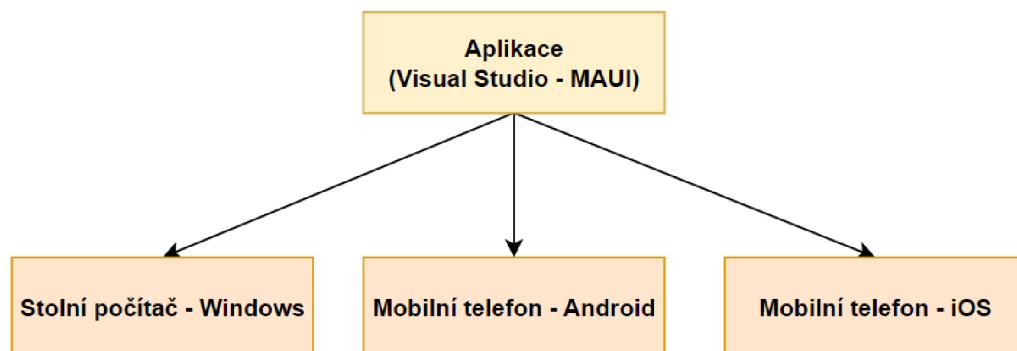 Aplikace
(Visual Studio - MAUI)
Stolní počítač - Windows
Mobilní telefon - Android
Mobilní telefon - iOS